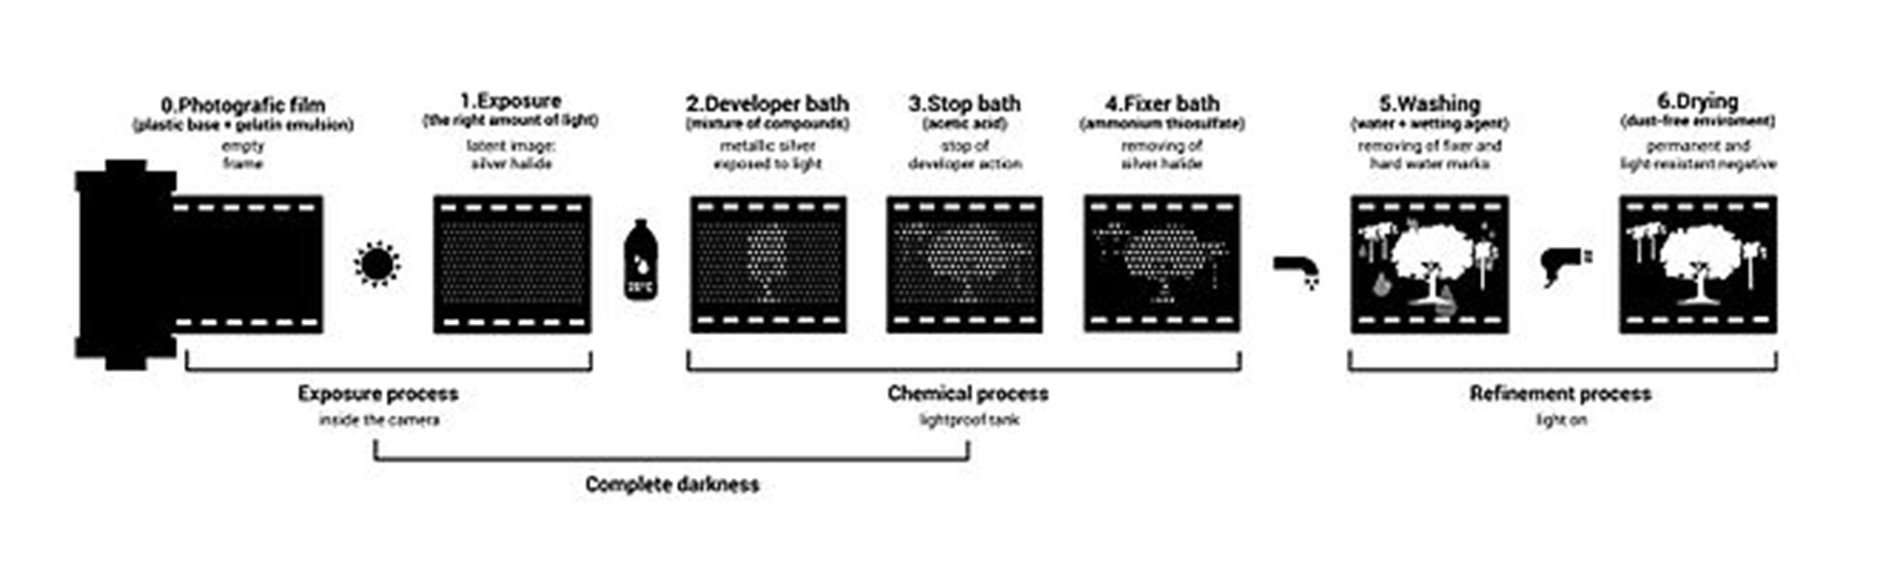 0.Photografic film
(plastic base + gelatin emulsion)
empty
frame
1.Exposure
(the right amount of light)
latent image:
silver halide
2.Developer bath
(mixture of compounds)
metallic silver
exposed to light
3.Stop bath
(acetic acid)
stop of
developer action
4.Fixer bath
(ammonium thiosulfate)
removing of
silver halide
5.Washing
(water + wetting agent)
removing of fixer and
hard water marks
6.Drying
(dust-free enviroment)
permanent and
light-resistant negative
20°C
Exposure process
inside the camera
Chemical process
lightproof tank
Refinement process
light on
Complete darkness